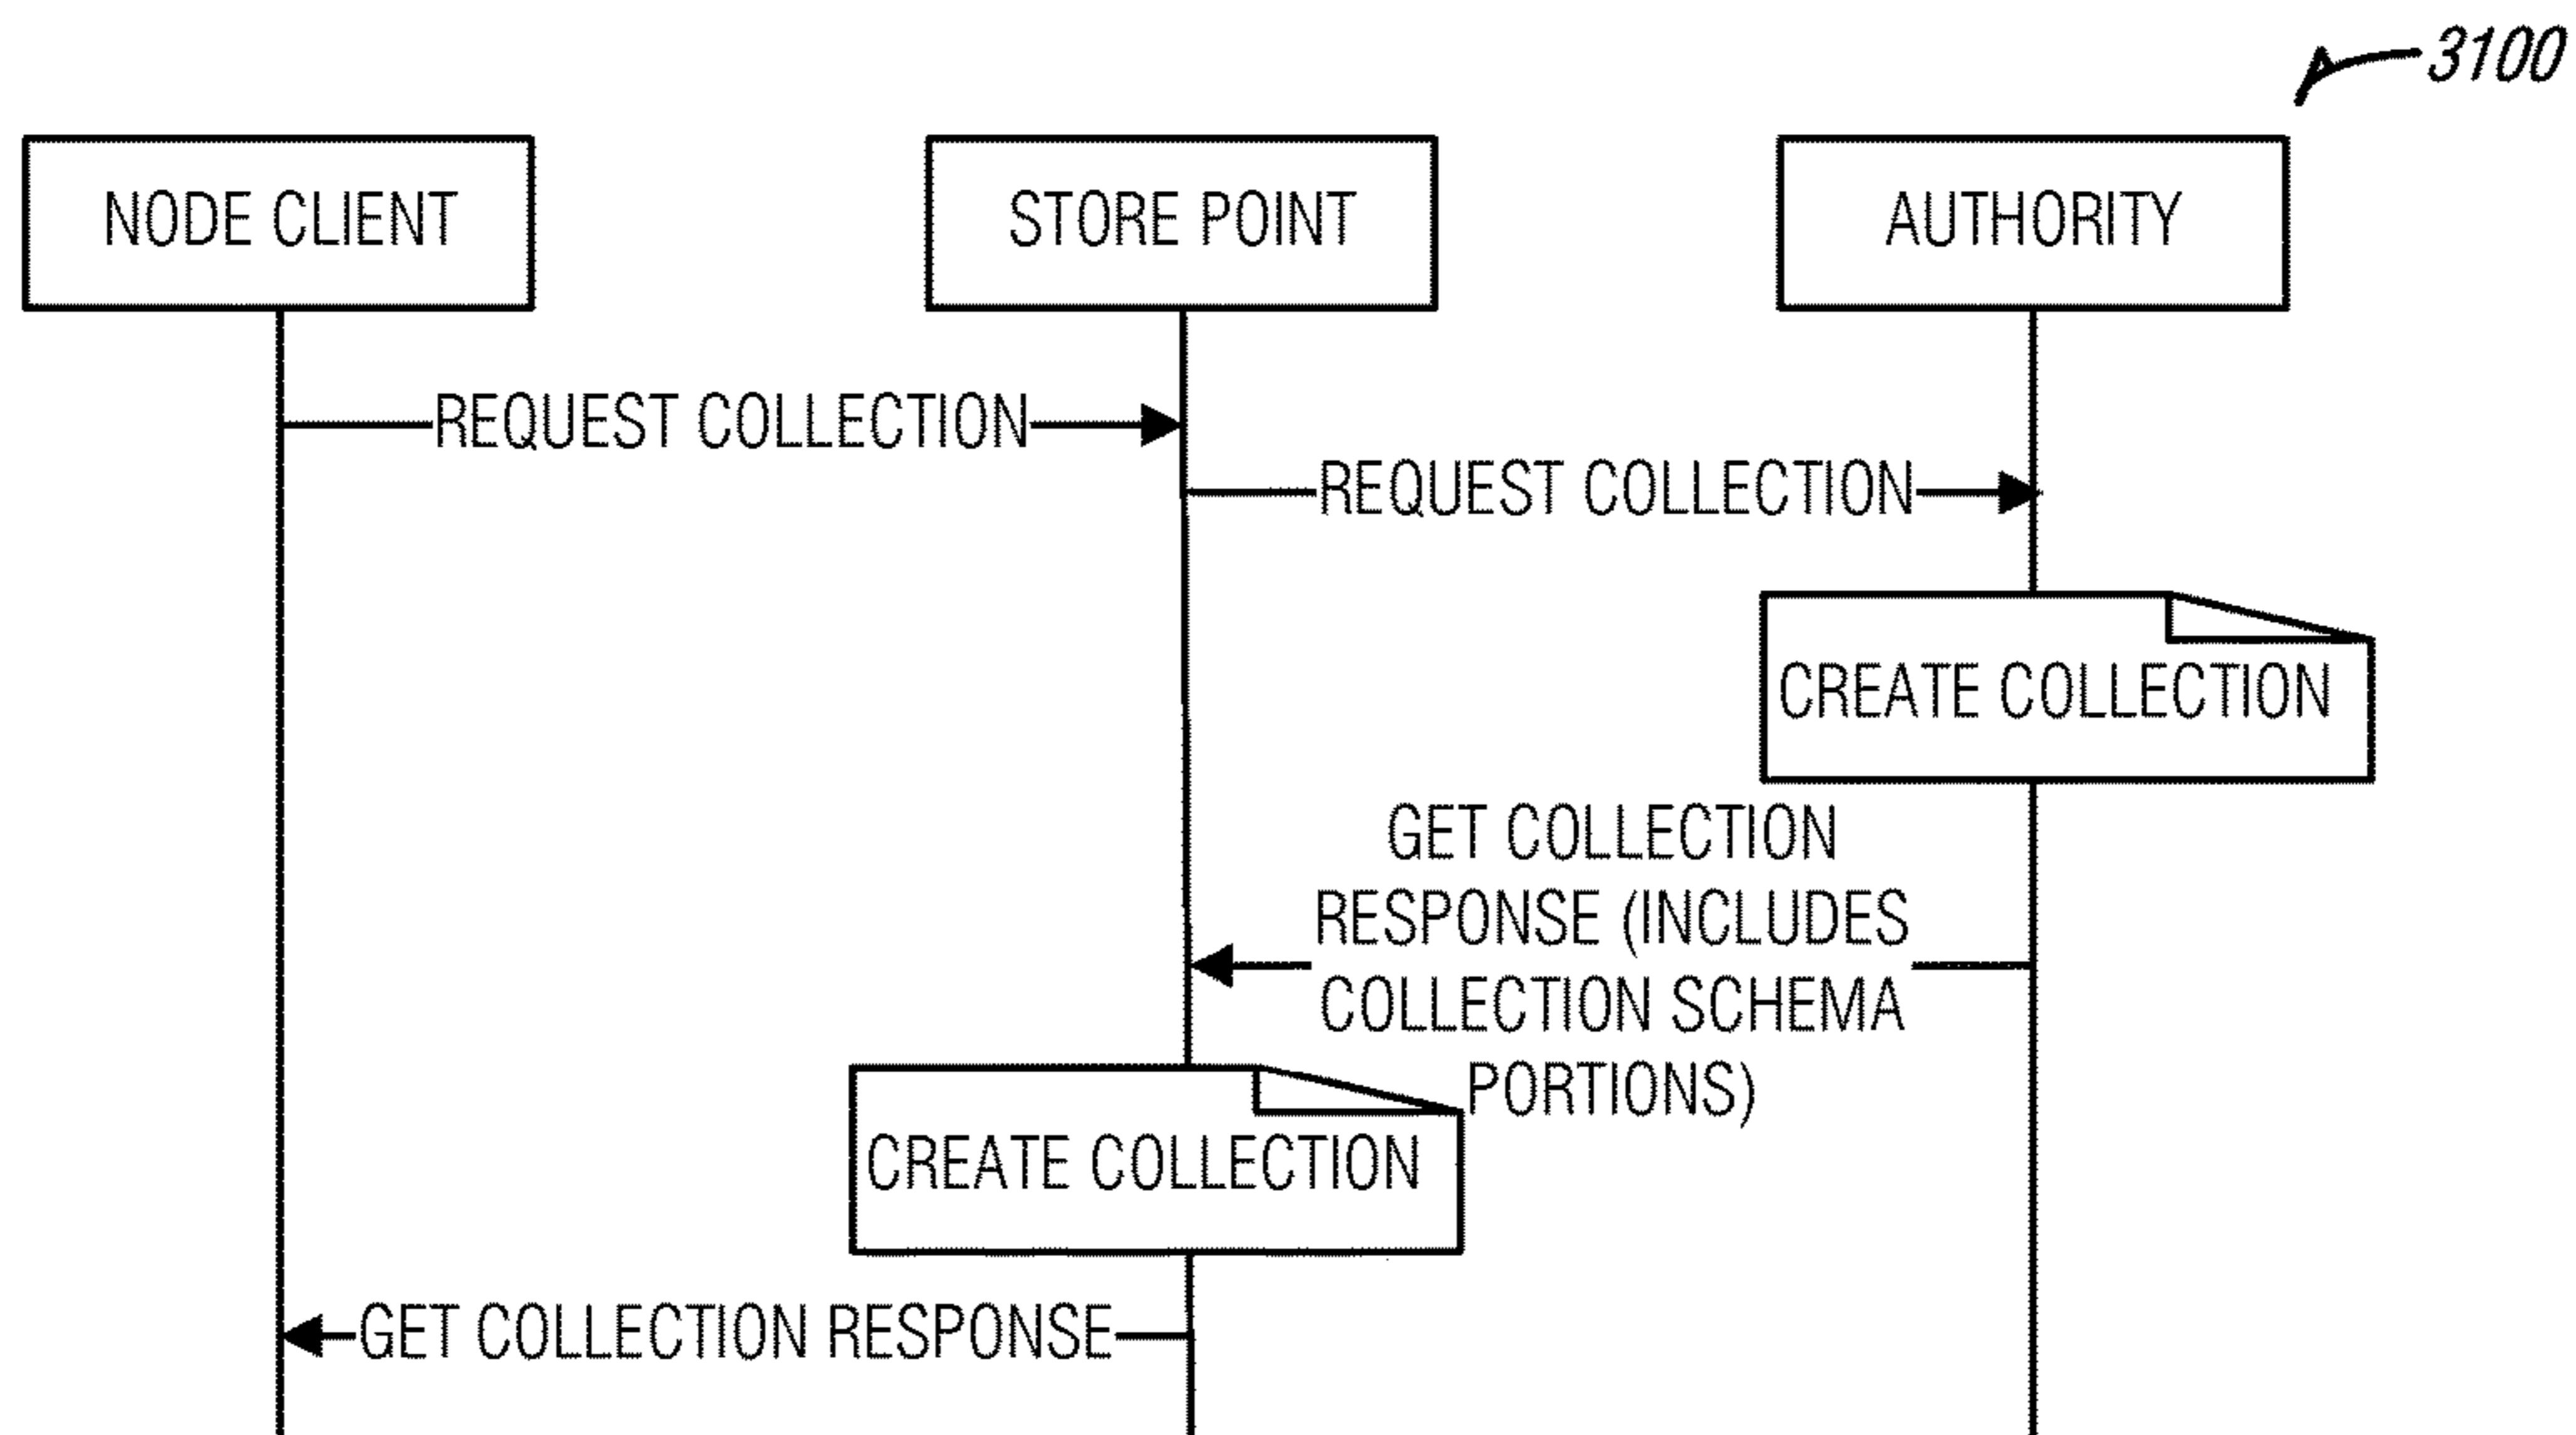 3100
NODE CLIENT
STORE POINT
AUTHORITY
REQUEST COLLECTION
REQUEST COLLECTION
CREATE COLLECTION
GET COLLECTION
RESPONSE (INCLUDES
COLLECTION SCHEMA
PORTIONS)
CREATE COLLECTION
GET COLLECTION RESPONSE